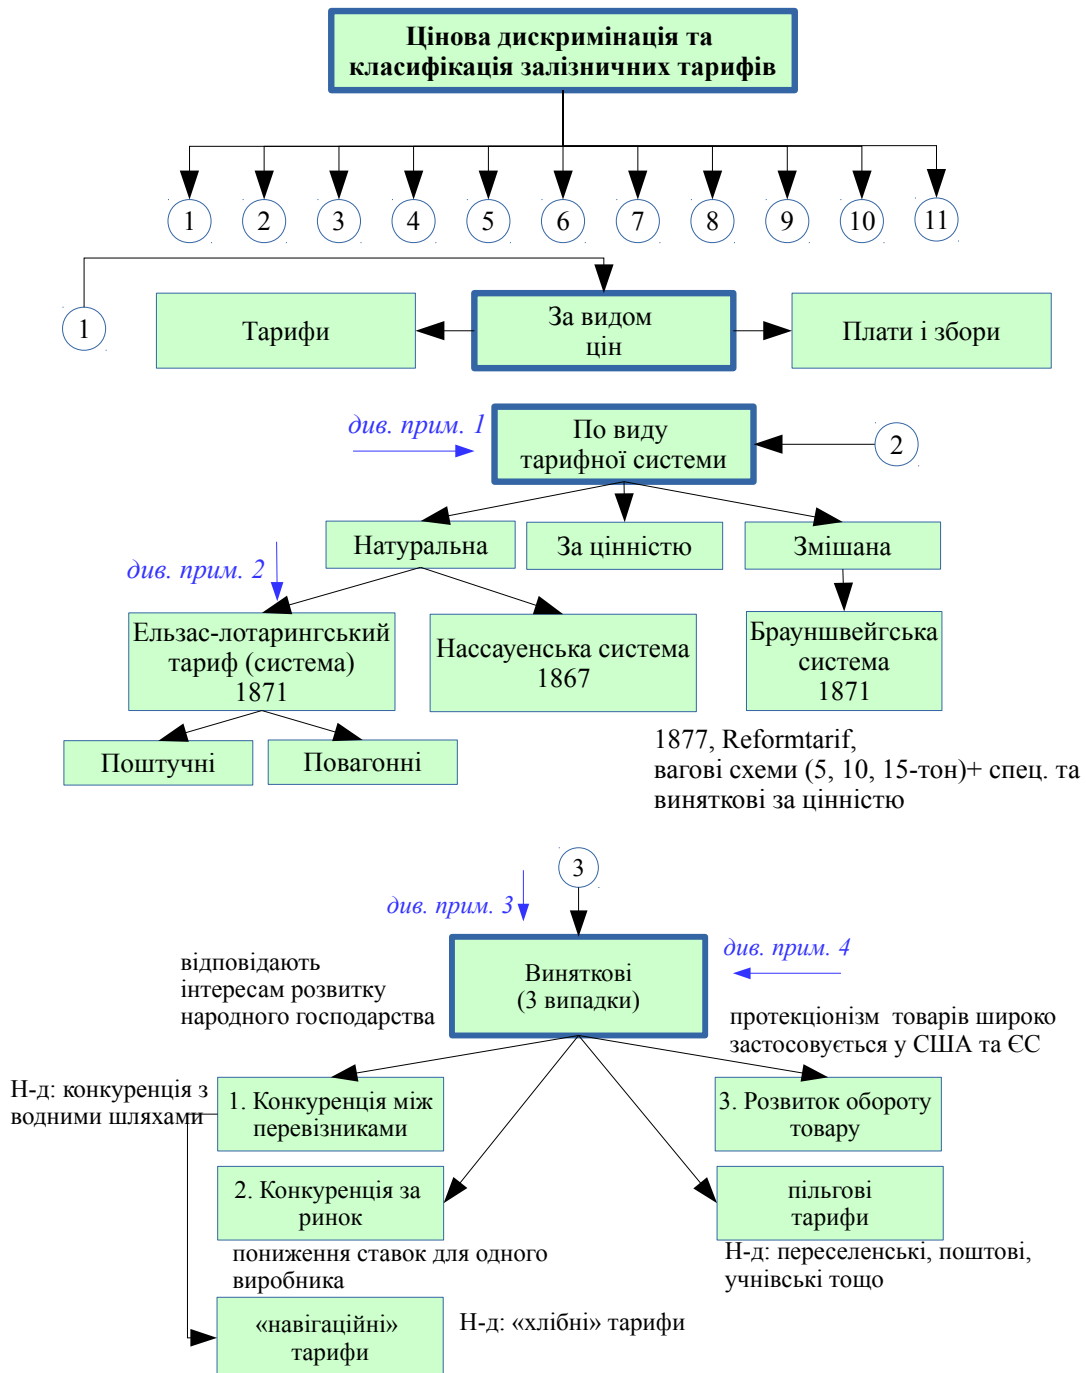 Цінова дискримінація та
класифікація залізничних тарифів
1 2 3 4 5 6 7 8 9 10 11
1
Тарифи
За видом
цін
Плати і збори
див. прим. 1
По виду
тарифної системи
2
Натуральна
За цінністю
Змішана
див. прим. 2
Ельзас-лотарингський
тариф (система)
1871
Нассауенська система
1867
Брауншвейгська
система
1871
Поштучні
Повагонні
1877, Reformtarif,
вагові схеми (5, 10, 15-тон)+ спец. та
виняткові за цінністю
3
див. прим. 3
Виняткові
(3 випадки)
див. прим. 4
відповідають
інтересам розвитку
народного господарства
протекціонізм товарів широко
застосовується у США та ЄС
Н-д: конкуренція з
водними шляхами
1. Конкуренція між
перевізниками
3. Розвиток обороту
товару
2. Конкуренція за
ринок
пільгові
тарифи
пониження ставок для одного
виробника
Н-д: переселенські, поштові,
учнівські тощо
«навігаційні»
тарифи
Н-д: «хлібні» тарифи